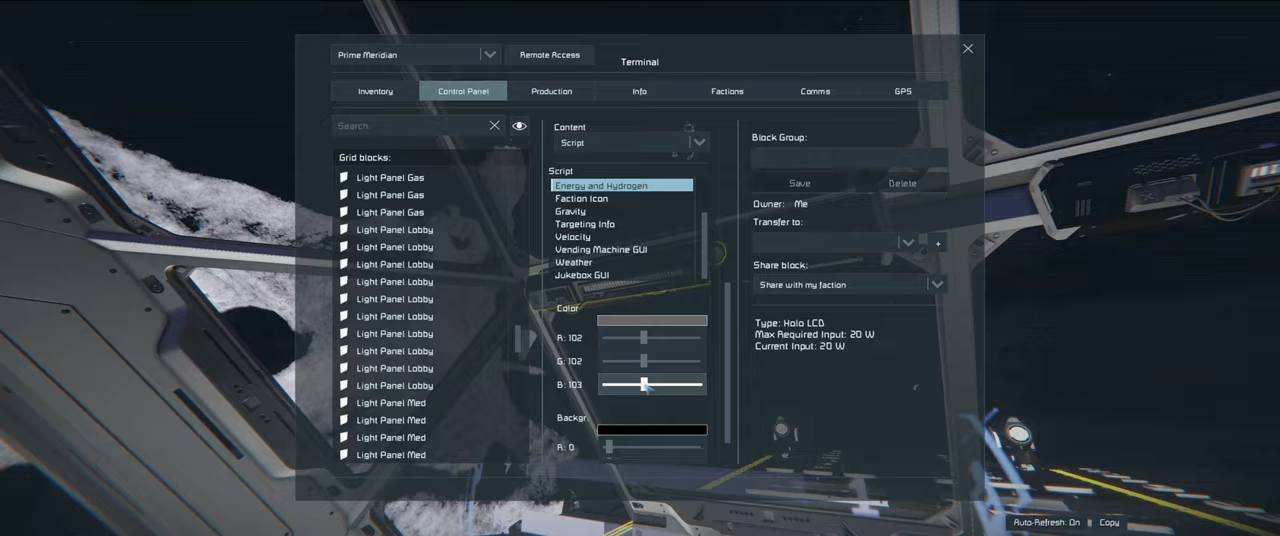 Prime Meridian
Remote Access
Terminal
Inventory
Control Panel
Production
Info
Factions
Comms
GPS
Search
Grid blocks:
Light Panel Gas
Light Panel Gas
Light Panel Gas
Light Panel Lobby
Light Panel Lobby
Light Panel Lobby
Light Panel Lobby
Light Panel Lobby
Light Panel Lobby
Light Panel Lobby
Light Panel Lobby
Light Panel Lobby
Light Panel Lobby
Light Panel Med
Light Panel Med
Light Panel Med
Light Panel Med
Content
Script
Script
Energy and Hydrogen
Faction Icon
Gravity
Targeting Info
Velocity
Vending Machine GUI
Weather
Jukebox GUI
Color
R: 102
G: 102
B: 103
Backgr
R: 0
Block Group:
Save
Delete
Owner: Me
Transfer to:
+
Share block:
Share with my faction
Type: Holo LCD
Max Required Input: 20 W
Current Input: 20 W
Auto-Refresh: On
Copy